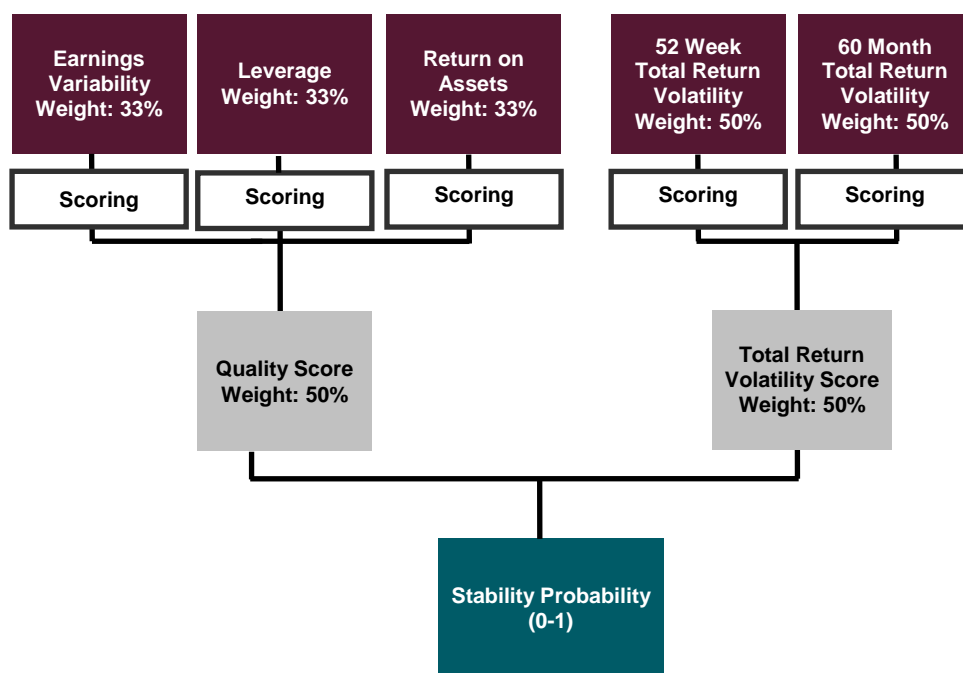 Earnings
Variability
Weight: 33%
Leverage
Weight: 33%
Return on
Assets
Weight: 33%
52 Week
Total Return
Volatility
Weight: 50%
60 Month
Total Return
Volatility
Weight: 50%
Scoring
Scoring
Scoring
Scoring
Scoring
Quality Score
Weight: 50%
Total Return
Volatility Score
Weight: 50%
Stability Probability
(0-1)